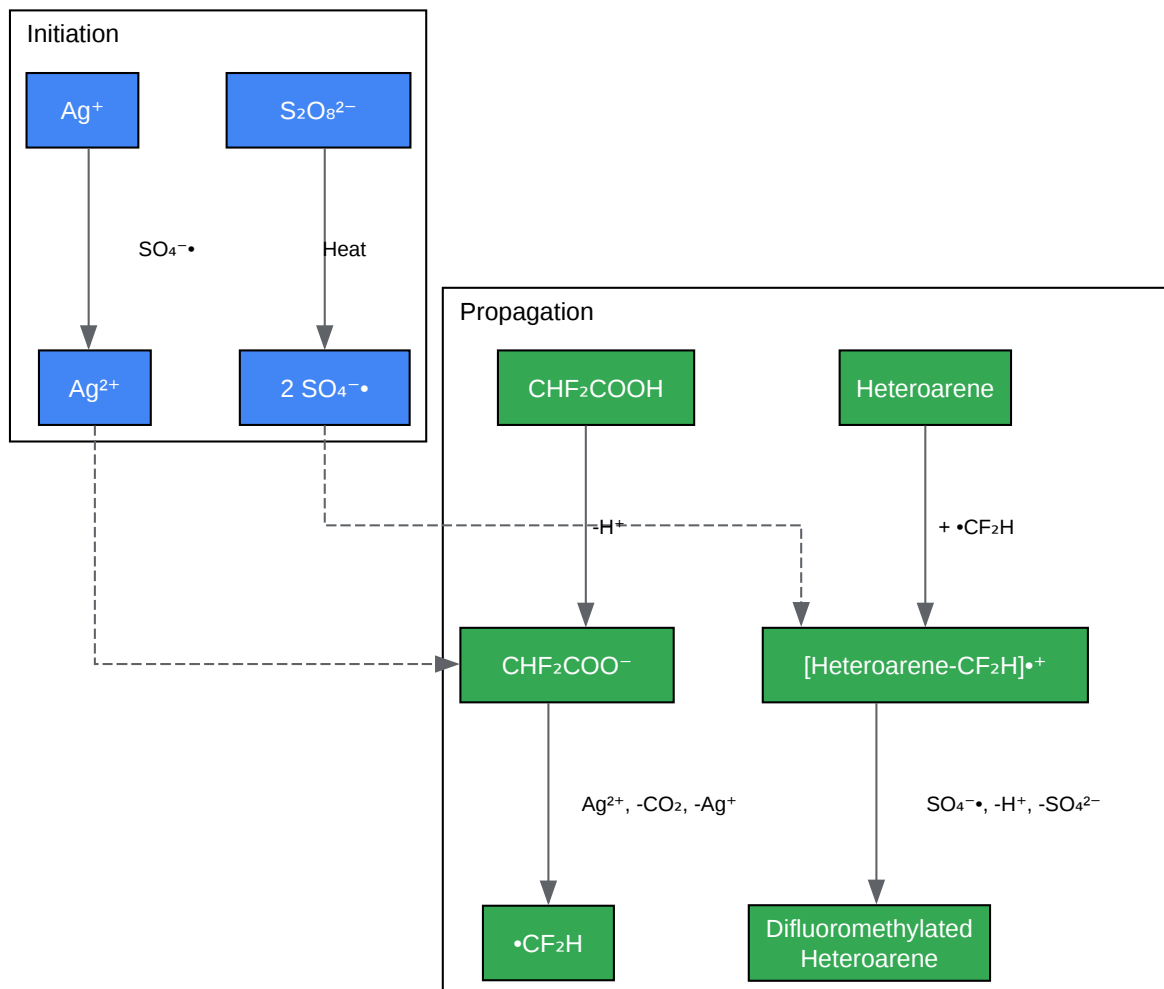 Initiation
Ag⁺
S₂O₈²⁻
SO₄⁻•
Heat
Ag²⁺
2 SO₄⁻•
Propagation
CHF₂COOH
Heteroarene
-H⁺
+ •CF₂H
CHF₂COO⁻
[Heteroarene-CF₂H]•⁺
Ag²⁺, -CO₂, -Ag⁺
SO₄⁻•, -H⁺, -SO₄²⁻
•CF₂H
Difluoromethylated
Heteroarene